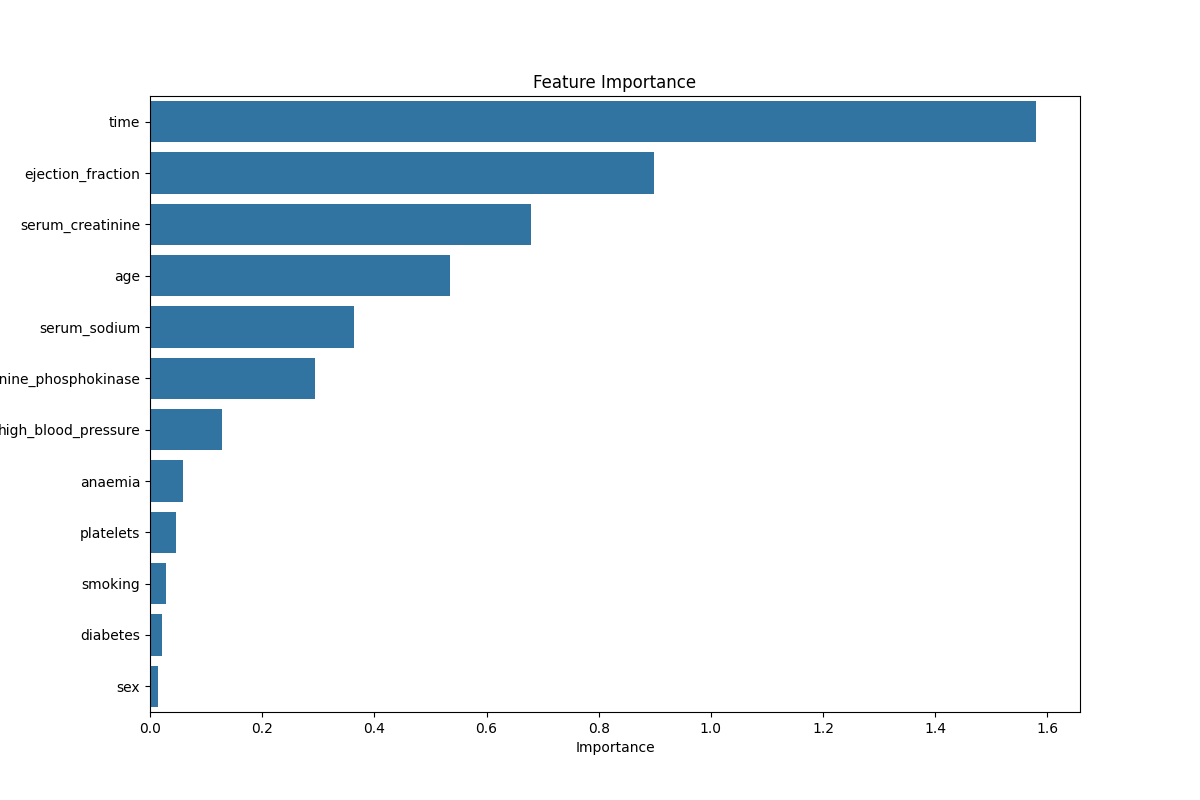 Feature Importance
time
ejection_fraction
serum_creatinine
age
serum_sodium
nine_phosphokinase
high_blood_pressure
anaemia
platelets
smoking
diabetes
sex
0.0 0.2 0.4 0.6 0.8 1.0 1.2 1.4 1.6
Importance